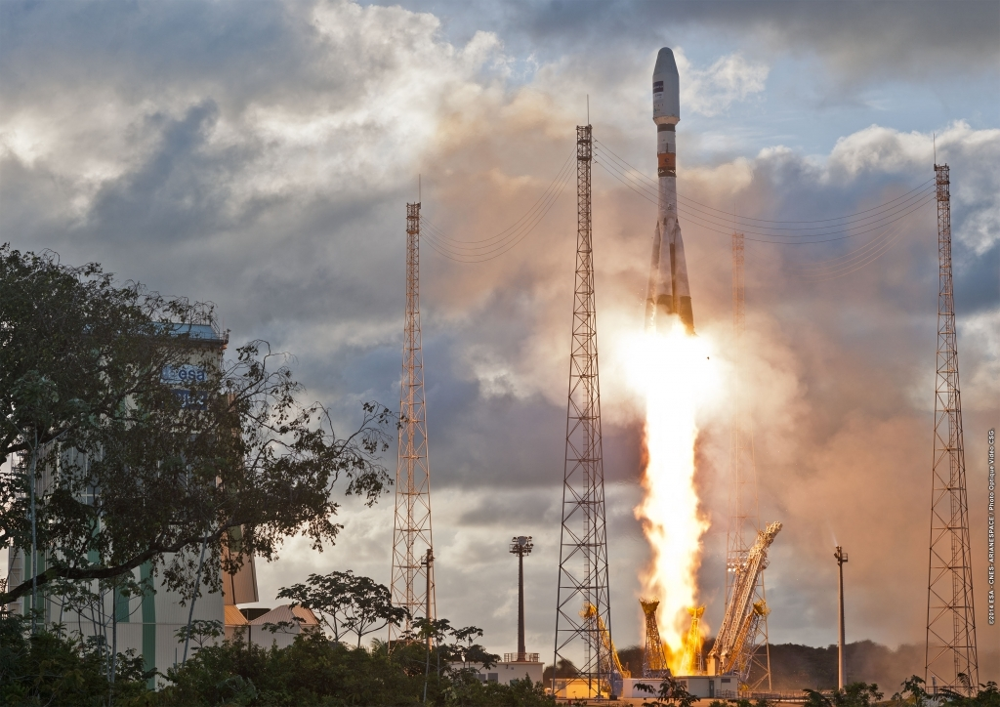 esa
©2014 ESA - CNES - ARIANESPACE / Photo Optique Vidéo CSG